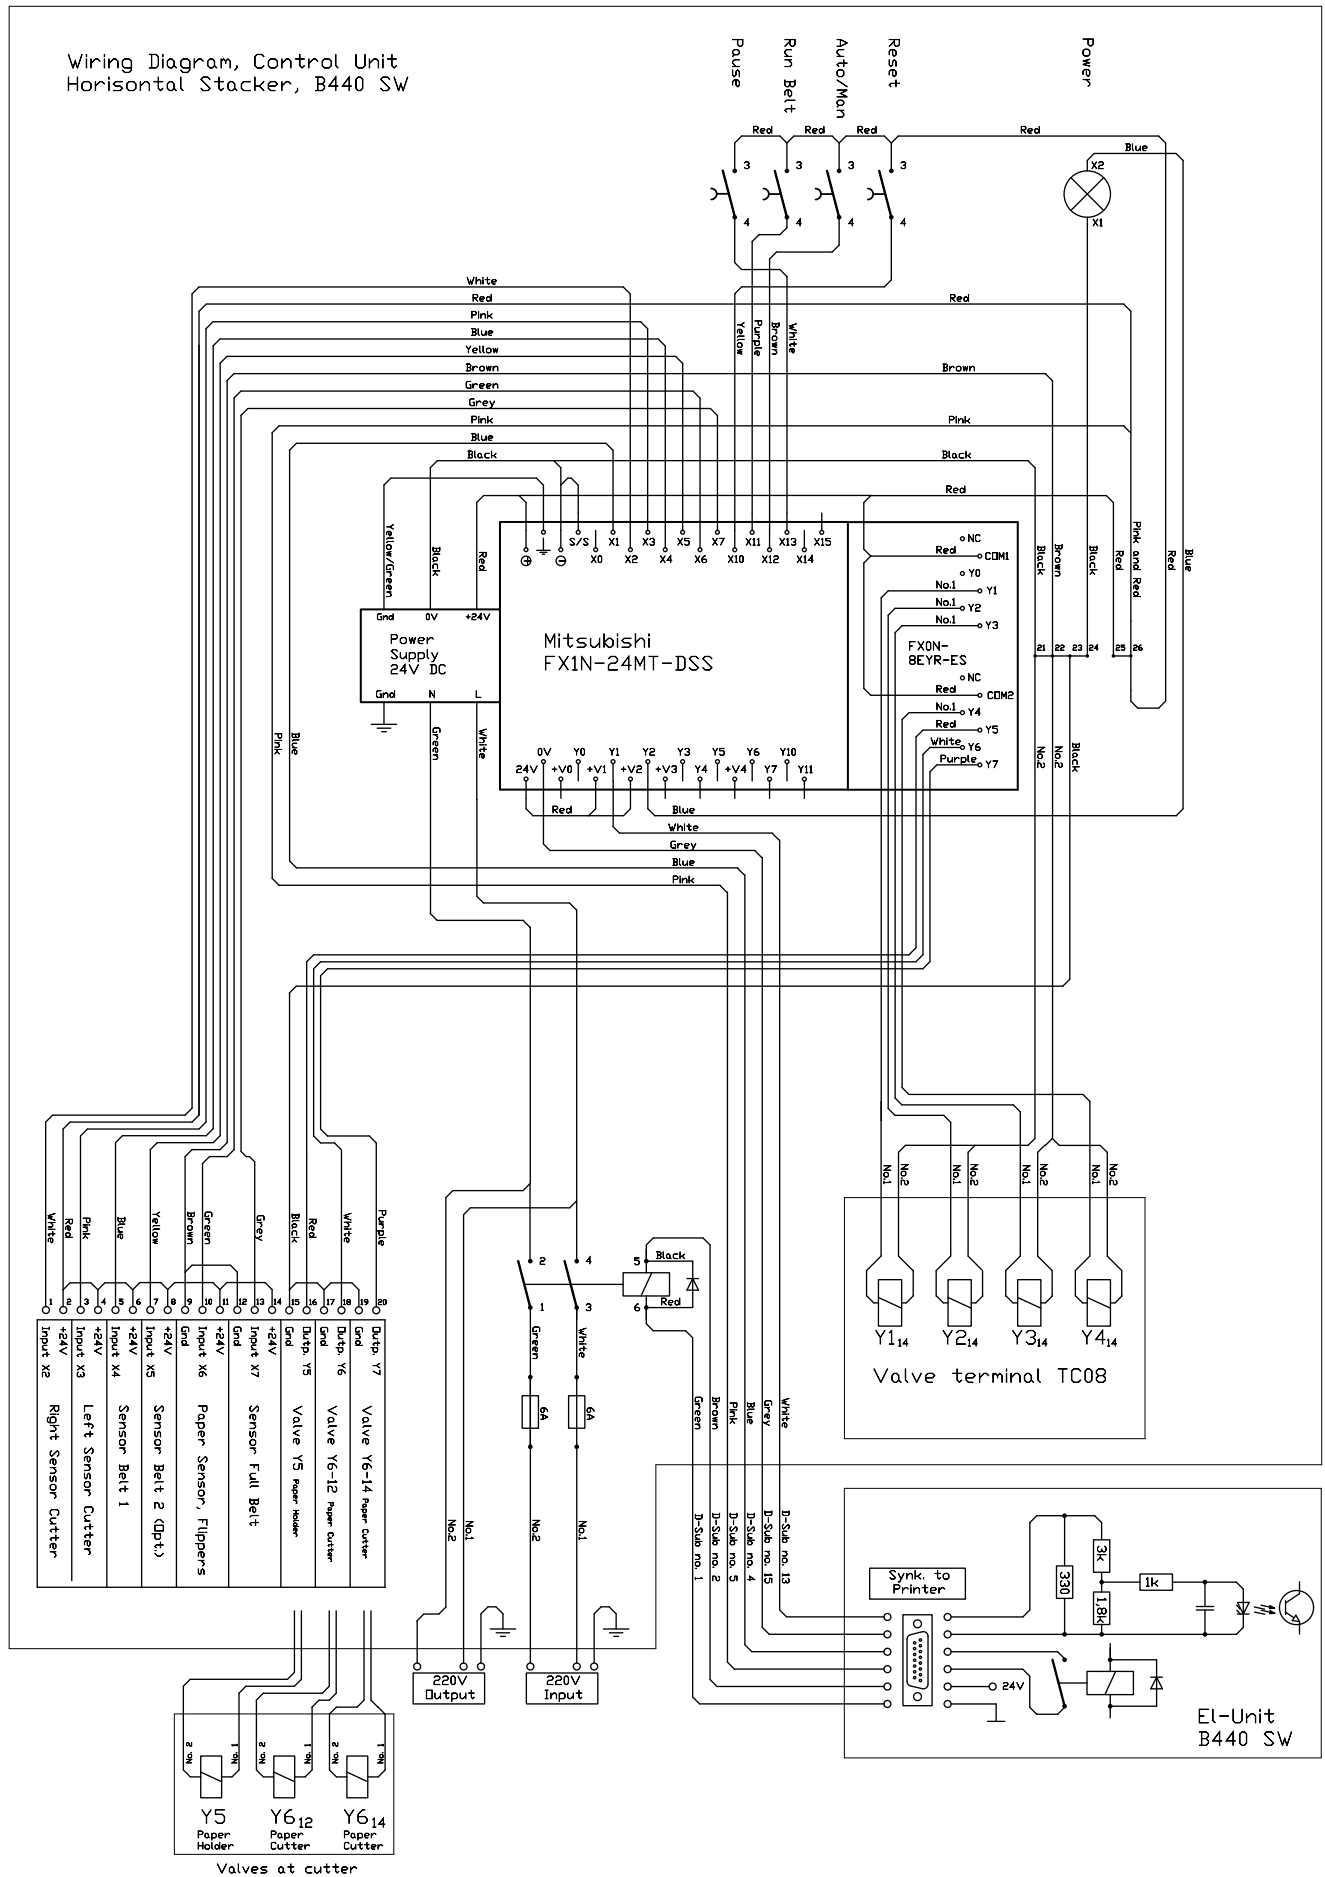 Wiring Diagram, Control Unit
Horisontal Stacker, B440 SW
Pause
Run Belt
Auto/Man
Reset
Power
Red Red Red Red
Blue
3 3 3 3
X2
4 4 4 4
X1
White
Red Red
Pink
Blue
Yellow
Brown Brown
Green
Grey
Pink Pink
Blue
Black Black
Red
Yellow
Purple
Brown
White
Yellow/Green
Black
Red
S/S X1 X3 X5 X7 X11 X13 X15
X0 X2 X4 X6 X10 X12 X14
NC
Red COM1
Y0
No.1 Y1
No.1 Y2
No.1 Y3
FX0N-
8EYR-ES
NC
Red COM2
No.1 Y4
Red Y5
White Y6
Purple Y7
Black
Brown
Black
Red
Pink and Red
Red
Blue
21 22 23 24 25 26
No.2
No.2
Black
Gnd 0V +24V
Power
Supply
24V DC
Gnd N L
Mitsubishi
FX1N-24MT-DSS
Pink
Blue
Green
White
0V Y0 Y1 Y2 Y3 Y5 Y6 Y10
24V +V0 +V1 +V2 +V3 Y4 +V4 Y7 Y11
Red
Blue
White
Grey
Blue
Pink
No.1
No.2
No.1
No.2
No.1
No.2
No.1
No.2
Y1 14 Y2 14 Y3 14 Y4 14
Valve terminal TC08
White
Red
Pink
Blue
Yellow
Brown
Green
Grey
Black
Red
White
Purple
1 2 3 4 5 6 7 8 9 10 11 12 13 14 15 16 17 18 19 20
Input X2
+24V
Input X3
+24V
Input X4
+24V
Input X5
+24V
Gnd
Input X6
+24V
Gnd
Input X7
+24V
Gnd
Outp. Y5
Gnd
Outp. Y6
Gnd
Outp. Y7
Right Sensor Cutter
Left Sensor Cutter
Sensor Belt 1
Sensor Belt 2 (Opt.)
Paper Sensor, Flippers
Sensor Full Belt
Valve Y5 Paper Holder
Valve Y6-12 Paper Cutter
Valve Y6-14 Paper Cutter
2 4
1 3
5 Black
6 Red
Green
White
6A
6A
No.2
No.1
No.2
No.1
Green
Brown
Pink
Blue
Grey
White
D-Sub no. 1
D-Sub no. 2
D-Sub no. 5
D-Sub no. 4
D-Sub no. 15
D-Sub no. 13
220V
Output
220V
Input
Synk. to
Printer
3k
330
1,8k
1k
24V
El-Unit
B440 SW
No. 2
No. 1
No. 2
No. 1
No. 2
No. 1
Y5
Paper
Holder
Y6 12
Paper
Cutter
Y6 14
Paper
Cutter
Valves at cutter